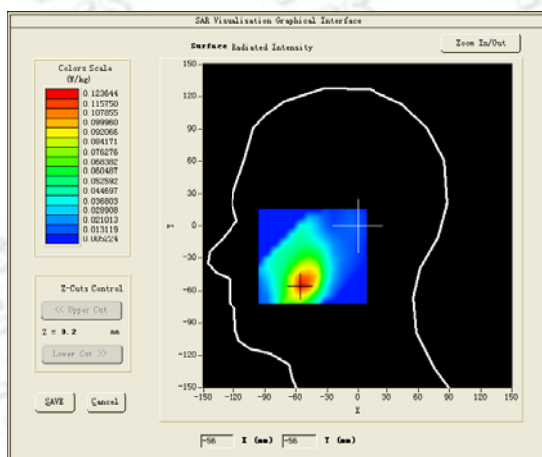 SAR Visualisation Graphical Interface
Surface Radiated Intensity
Zoom In/Out
Colors Scale
(W/kg)
0.123644
0.115750
0.107855
0.099960
0.092066
0.084171
0.076276
0.068382
0.060487
0.052592
0.044697
0.036803
0.028908
0.021013
0.013119
0.005224
150
120
90
60
30
0
-30
-60
-90
-120
-150
Y
-150 -120 -90 -60 -30 0 30 60 90 120 150
X
Z-Cuts Control
<< Upper Cut
Z = 0.2 mm
Lower Cut >>
SAVE
Cancel
-56 X (mm) -56 Y (mm)